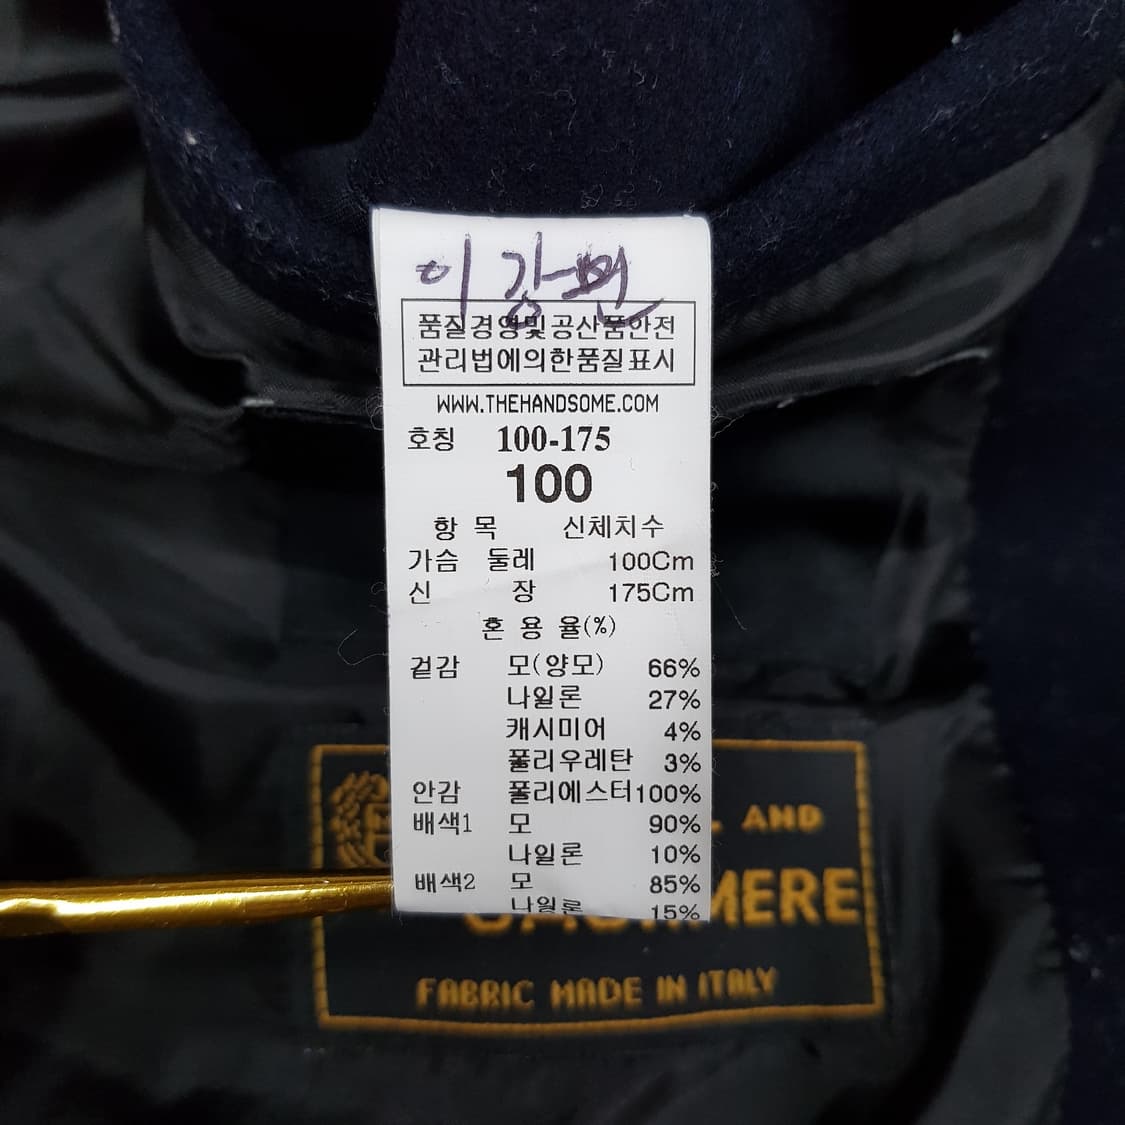 이강면
품질경영및공산품안전
관리법에의한품질표시
WWW.THEHANDSOME.COM
호칭 100-175
100
항 목 신체치수
가슴 둘레 100Cm
신 장 175Cm
혼 용 율(%)
겉감 모(양모) 66%
나일론 27%
캐시미어 4%
폴리우레탄 3%
안감 폴리에스터 100%
배색1 모 90%
나일론 10%
배색2 모 85%
나일론 15%
AND
CASHMERE
FABRIC MADE IN ITALY